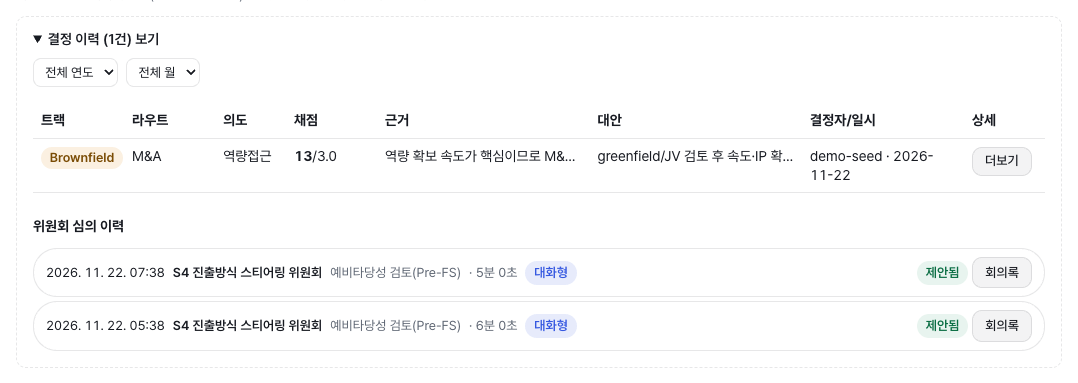 ▼ 결정 이력 (1건) 보기
전체 연도 전체 월
트랙 라우트 의도 채점 근거 대안 결정자/일시 상세
Brownfield M&A 역량접근 13/3.0 역량 확보 속도가 핵심이므로 M&... greenfield/JV 검토 후 속도·IP 확... demo-seed · 2026-11-22 더보기
위원회 심의 이력
2026. 11. 22. 07:38 S4 진출방식 스티어링 위원회 예비타당성 검토(Pre-FS) · 5분 0초 대화형 제안됨 회의록
2026. 11. 22. 05:38 S4 진출방식 스티어링 위원회 예비타당성 검토(Pre-FS) · 6분 0초 대화형 제안됨 회의록